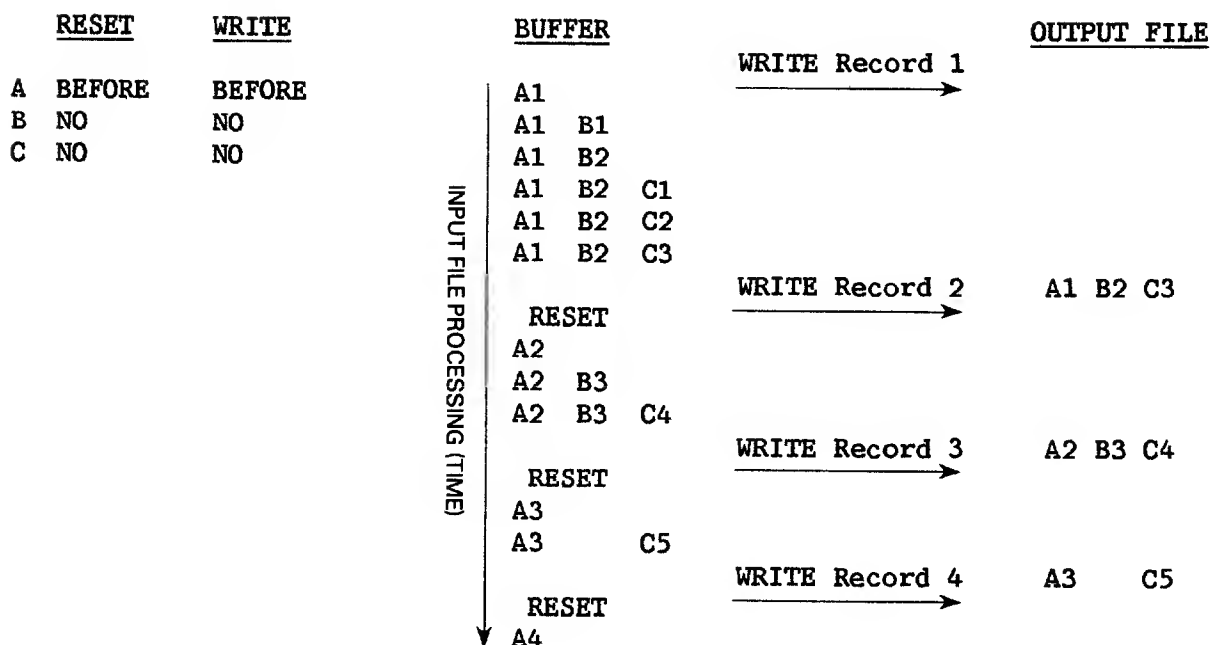 RESET WRITE BUFFER OUTPUT FILE
WRITE Record 1
A BEFORE BEFORE A1
B NO NO A1 B1
C NO NO A1 B2
A1 B2 C1
A1 B2 C2
A1 B2 C3
WRITE Record 2 A1 B2 C3
RESET
A2
A2 B3
A2 B3 C4
WRITE Record 3 A2 B3 C4
RESET
A3
A3 C5
WRITE Record 4 A3 C5
RESET
A4
INPUT FILE PROCESSING (TIME)